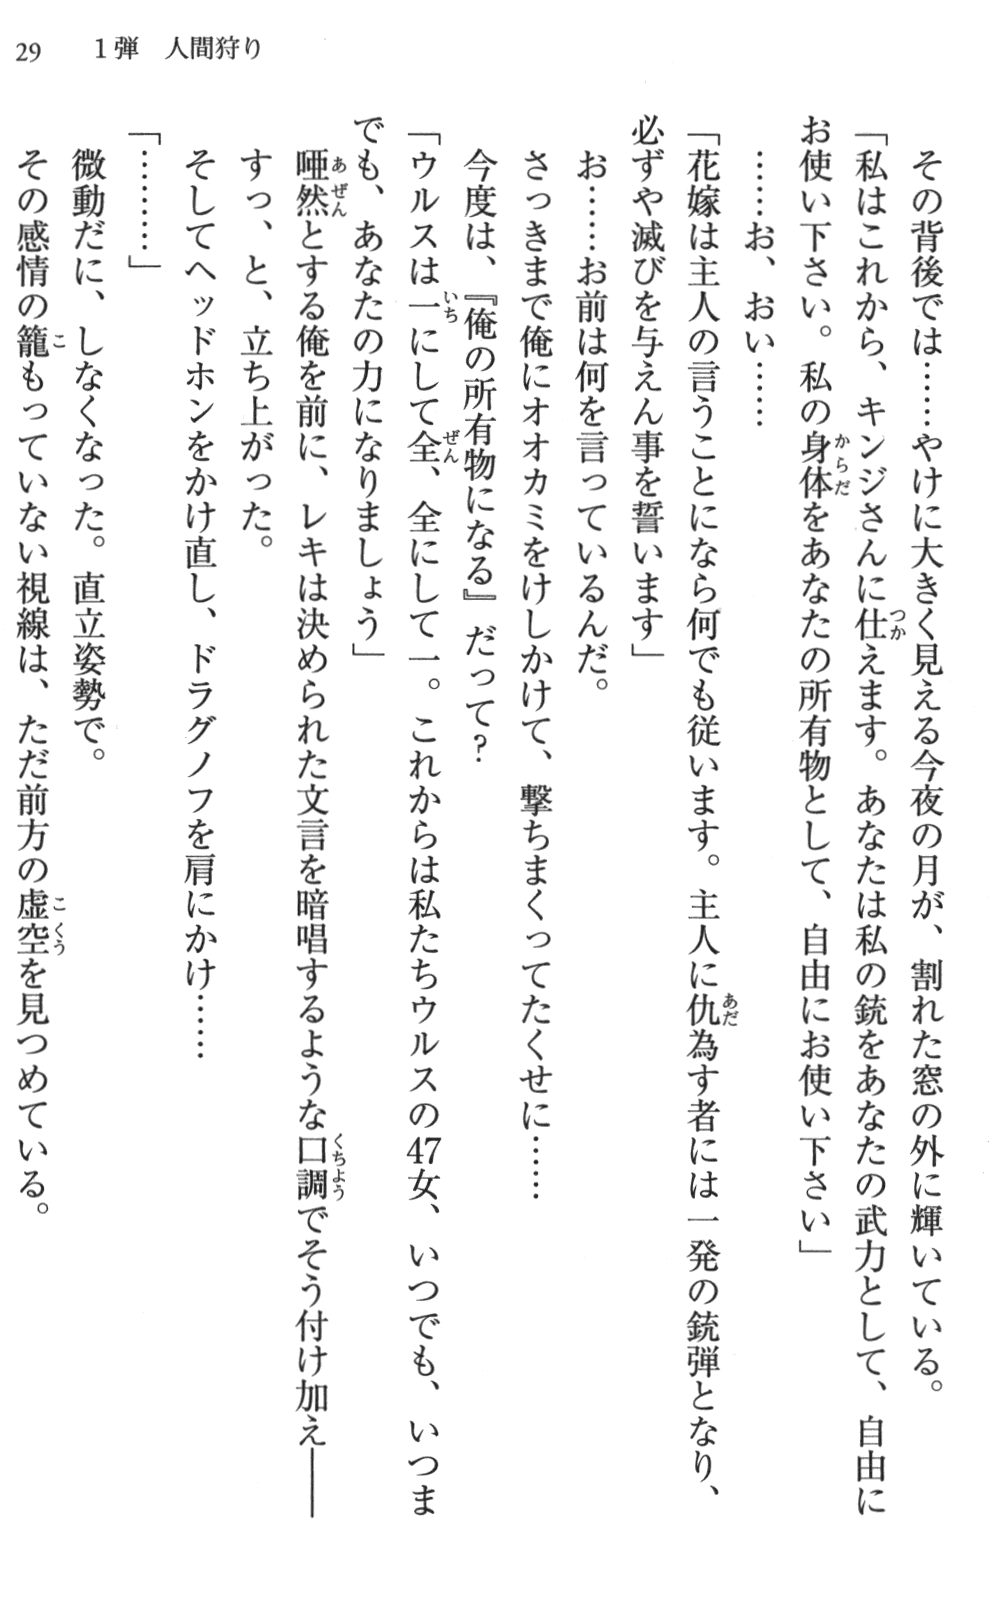 29　１弾　人間狩り
　その背後では……やけに大きく見える今夜の月が、割れた窓の外に輝いている。
「私はこれから、キンジさんに仕えます。あなたは私の銃をあなたの武力として、自由に
お使い下さい。私の身体をあなたの所有物として、自由にお使い下さい」
　……お、おい……
「花嫁は主人の言うことになら何でも従います。主人に仇為す者には一発の銃弾となり、
必ずや滅びを与えん事を誓います」
　お……お前は何を言っているんだ。
　さっきまで俺にオオカミをけしかけて、撃ちまくってたくせに……
　今度は、『俺の所有物になる』だって？
「ウルスは一にして全、全にして一。これからは私たちウルスの47女、いつでも、いつま
でも、あなたの力になりましょう」
　唖然とする俺を前に、レキは決められた文言を暗唱するような口調でそう付け加え――
　すっ、と、立ち上がった。
　そしてヘッドホンをかけ直し、ドラグノフを肩にかけ……
「………」
　微動だに、しなくなった。直立姿勢で。
　その感情の籠もっていない視線は、ただ前方の虚空を見つめている。